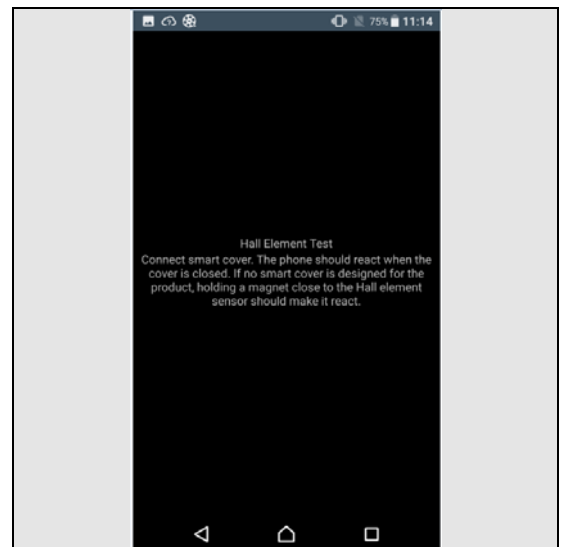 75% 11:14
Hall Element Test
Connect smart cover. The phone should react when the
cover is closed. If no smart cover is designed for the
product, holding a magnet close to the Hall element
sensor should make it react.